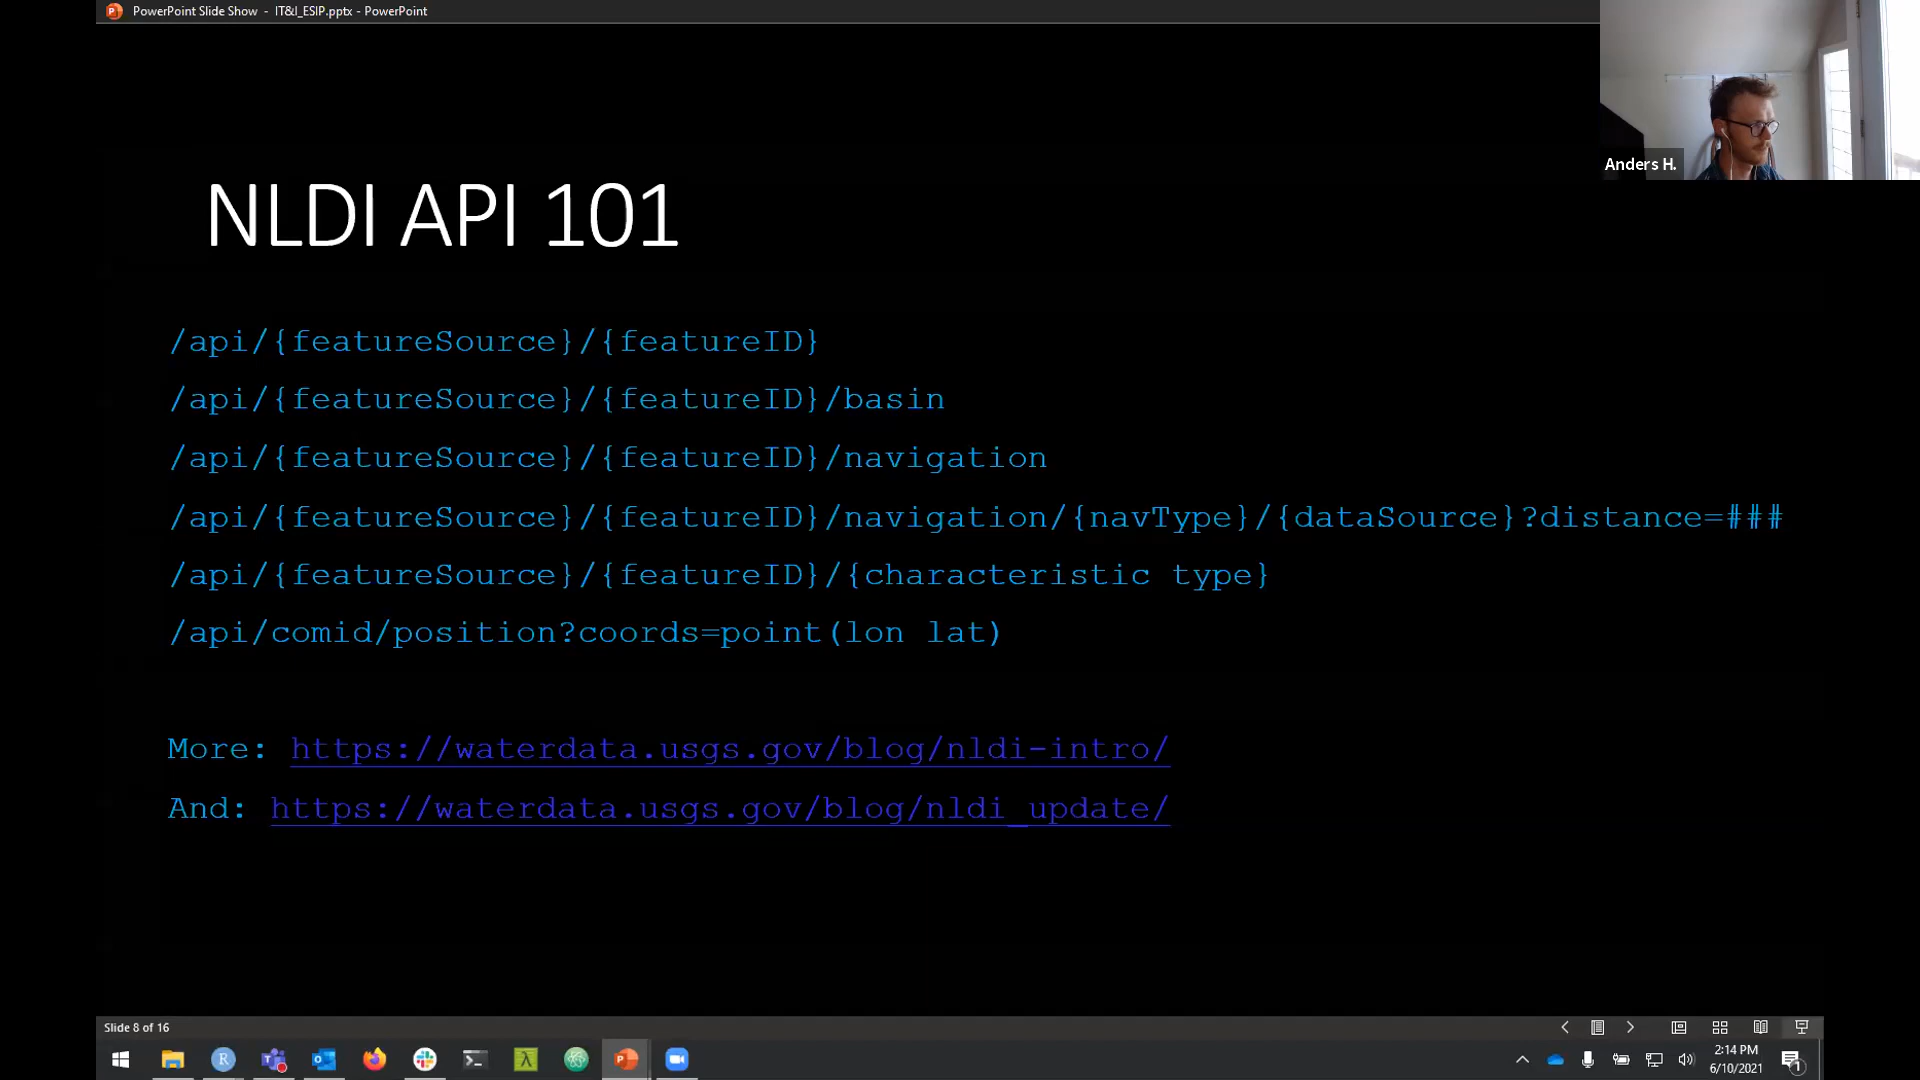 PowerPoint Slide Show - IT&I_ESIP.pptx - PowerPoint
Anders H.
NLDI API 101
/api/{featureSource}/{featureID}
/api/{featureSource}/{featureID}/basin
/api/{featureSource}/{featureID}/navigation
/api/{featureSource}/{featureID}/navigation/{navType}/{dataSource}?distance=###
/api/{featureSource}/{featureID}/{characteristic type}
/api/comid/position?coords=point(lon lat)
More: https://waterdata.usgs.gov/blog/nldi-intro/
And: https://waterdata.usgs.gov/blog/nldi_update/
Slide 8 of 16
2:14 PM
6/10/2021
1